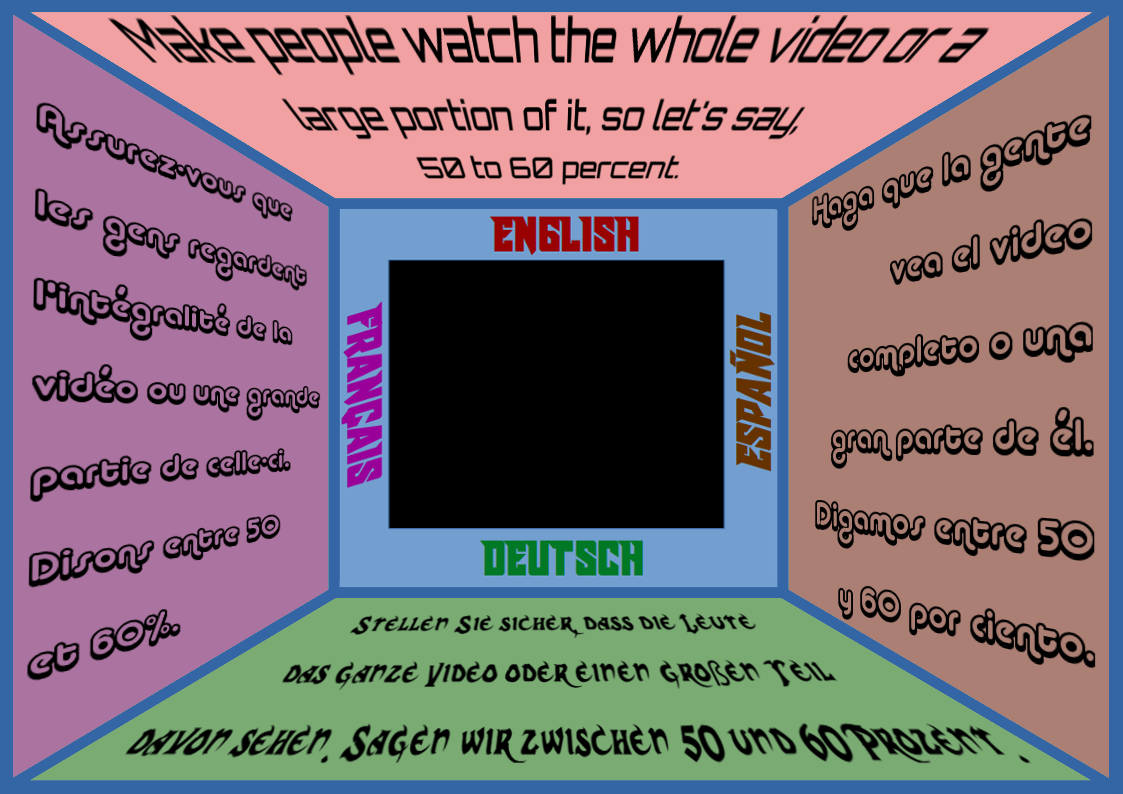 Make people watch the whole video or a
large portion of it, so let's say,
50 to 60 percent.
Assurez-vous que
les gens regardent
l'intégralité de la
vidéo ou une grande
partie de celle-ci.
Disons entre 50
et 60%.
ENGLISH
FRANÇAIS
ESPAÑOL
DEUTSCH
Haga que la gente
vea el video
completo o una
gran parte de él.
Digamos entre 50
y 60 por ciento.
Stellen Sie sicher, dass die Leute
das ganze Video oder einen großen Teil
davon sehen. Sagen wir zwischen 50 und 60 Prozent.